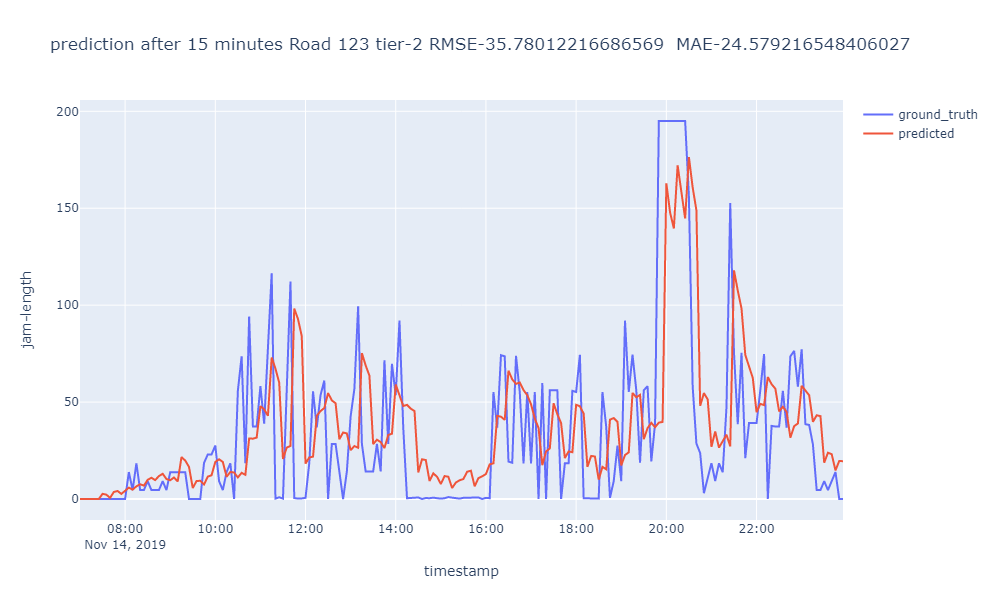 prediction after 15 minutes Road 123 tier-2 RMSE-35.78012216686569  MAE-24.579216548406027
ground_truth
predicted
jam-length
200
150
100
50
0
08:00 10:00 12:00 14:00 16:00 18:00 20:00 22:00
Nov 14, 2019
timestamp